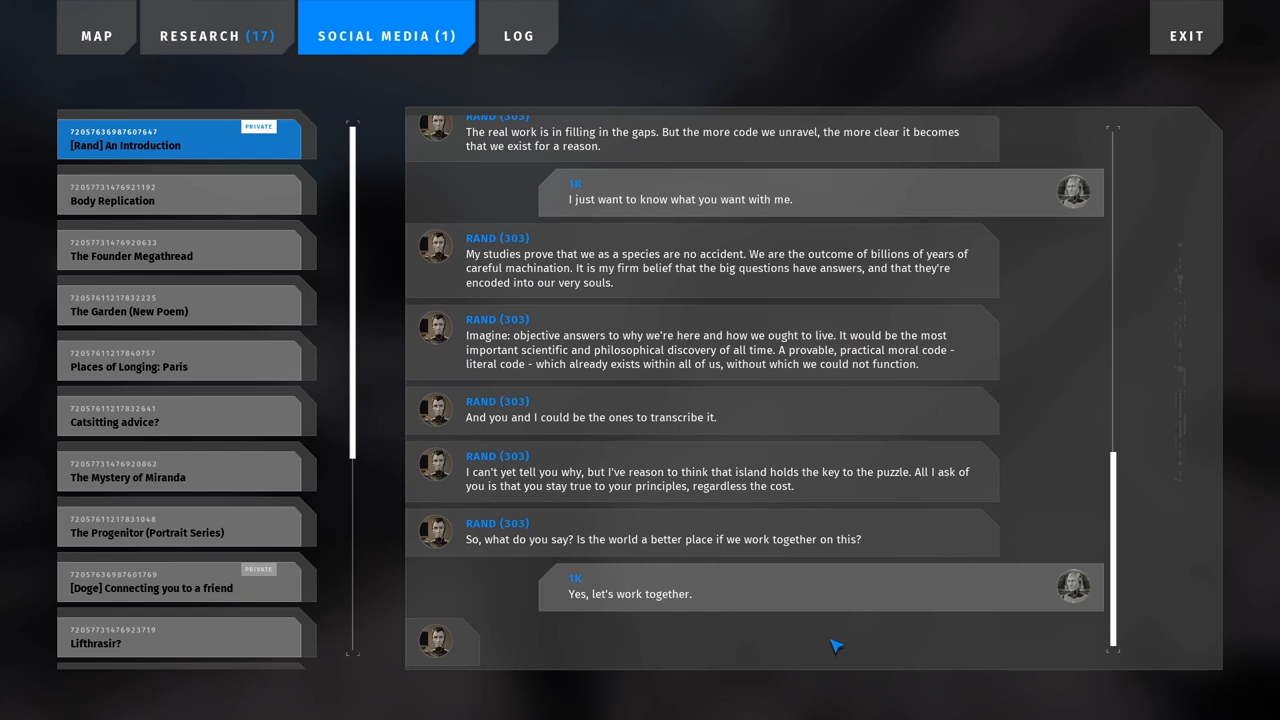 MAP
RESEARCH (17)
SOCIAL MEDIA (1)
LOG
EXIT
72057636987607647
PRIVATE
[Rand] An Introduction
72057731476921192
Body Replication
72057731476920633
The Founder Megathread
72057611217832225
The Garden (New Poem)
72057611217840757
Places of Longing: Paris
72057611217832641
Catsitting advice?
72057731476920862
The Mystery of Miranda
72057611217831048
The Progenitor (Portrait Series)
72057636987601769
PRIVATE
[Doge] Connecting you to a friend
72057731476923719
Lifthrasir?
RAND (303)
The real work is in filling in the gaps. But the more code we unravel, the more clear it becomes
that we exist for a reason.
1K
I just want to know what you want with me.
RAND (303)
My studies prove that we as a species are no accident. We are the outcome of billions of years of
careful machination. It is my firm belief that the big questions have answers, and that they're
encoded into our very souls.
RAND (303)
Imagine: objective answers to why we're here and how we ought to live. It would be the most
important scientific and philosophical discovery of all time. A provable, practical moral code -
literal code - which already exists within all of us, without which we could not function.
RAND (303)
And you and I could be the ones to transcribe it.
RAND (303)
I can't yet tell you why, but I've reason to think that island holds the key to the puzzle. All I ask of
you is that you stay true to your principles, regardless the cost.
RAND (303)
So, what do you say? Is the world a better place if we work together on this?
1K
Yes, let's work together.